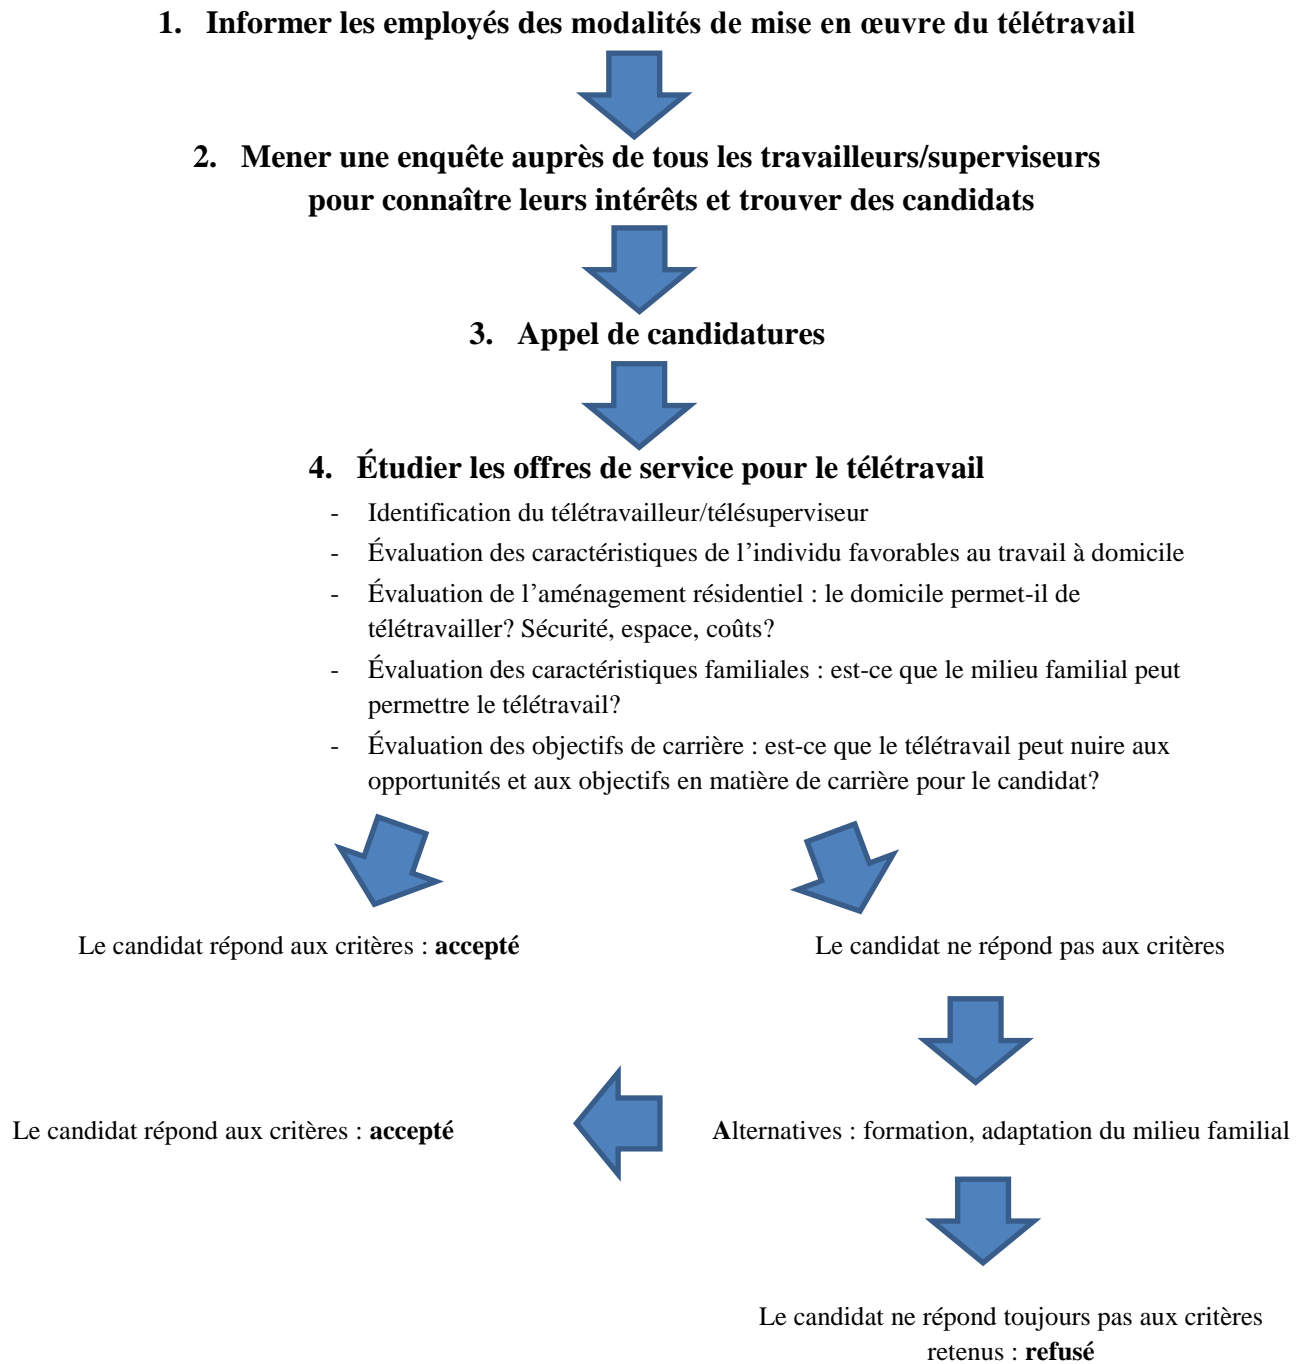 1. Informer les employés des modalités de mise en œuvre du télétravail
2. Mener une enquête auprès de tous les travailleurs/superviseurs
pour connaître leurs intérêts et trouver des candidats
3. Appel de candidatures
4. Étudier les offres de service pour le télétravail
- Identification du télétravailleur/télésuperviseur
- Évaluation des caractéristiques de l’individu favorables au travail à domicile
- Évaluation de l’aménagement résidentiel : le domicile permet-il de
télétravailler? Sécurité, espace, coûts?
- Évaluation des caractéristiques familiales : est-ce que le milieu familial peut
permettre le télétravail?
- Évaluation des objectifs de carrière : est-ce que le télétravail peut nuire aux
opportunités et aux objectifs en matière de carrière pour le candidat?
Le candidat répond aux critères : accepté
Le candidat ne répond pas aux critères
Le candidat répond aux critères : accepté
Alternatives : formation, adaptation du milieu familial
Le candidat ne répond toujours pas aux critères
retenus : refusé